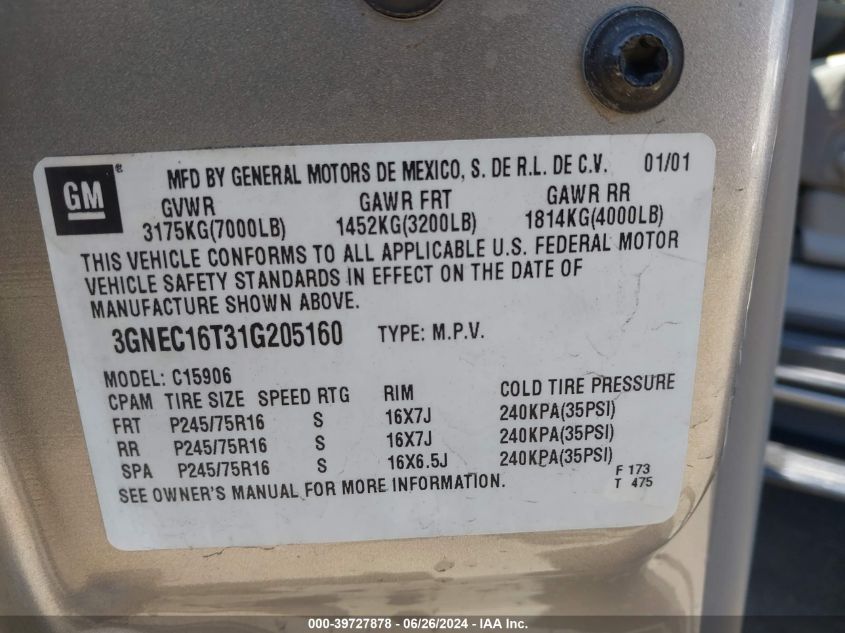 GM ®
MFD BY GENERAL MOTORS DE MEXICO, S. DE R.L. DE C.V. 01/01
GVWR GAWR FRT GAWR RR
3175KG(7000LB) 1452KG(3200LB) 1814KG(4000LB)
THIS VEHICLE CONFORMS TO ALL APPLICABLE U.S. FEDERAL MOTOR
VEHICLE SAFETY STANDARDS IN EFFECT ON THE DATE OF
MANUFACTURE SHOWN ABOVE.
3GNEC16T31G205160 TYPE: M.P.V.
MODEL: C15906
CPAM TIRE SIZE SPEED RTG RIM COLD TIRE PRESSURE
FRT P245/75R16 S 16X7J 240KPA(35PSI)
RR P245/75R16 S 16X7J 240KPA(35PSI)
SPA P245/75R16 S 16X6.5J 240KPA(35PSI)
SEE OWNER'S MANUAL FOR MORE INFORMATION.
F 173
T 475
000-39727878 - 06/26/2024 - IAA Inc.